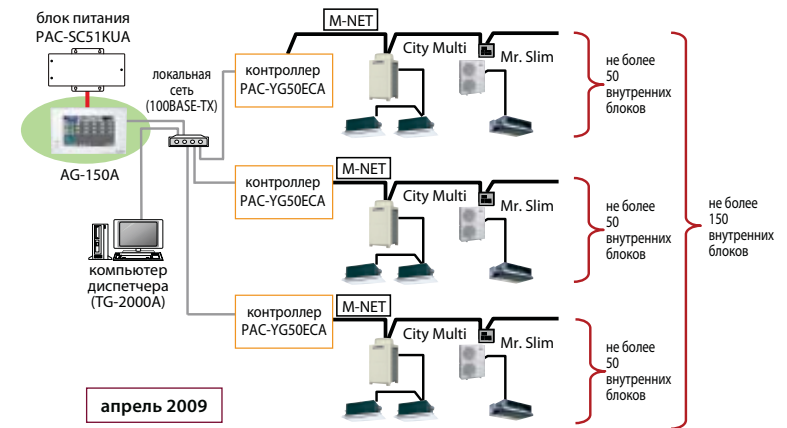 блок питания
PAC-SC51KUA
AG-150A
локальная
сеть
(100BASE-TX)
компьютер
диспетчера
(TG-2000A)
контроллер
PAC-YG50ECA
M-NET
City Multi
Mr. Slim
не более
50
внутренних
блоков
контроллер
PAC-YG50ECA
M-NET
City Multi
Mr. Slim
не более
50
внутренних
блоков
контроллер
PAC-YG50ECA
M-NET
City Multi
Mr. Slim
не более
50
внутренних
блоков
не более
150
внутренних
блоков
апрель 2009